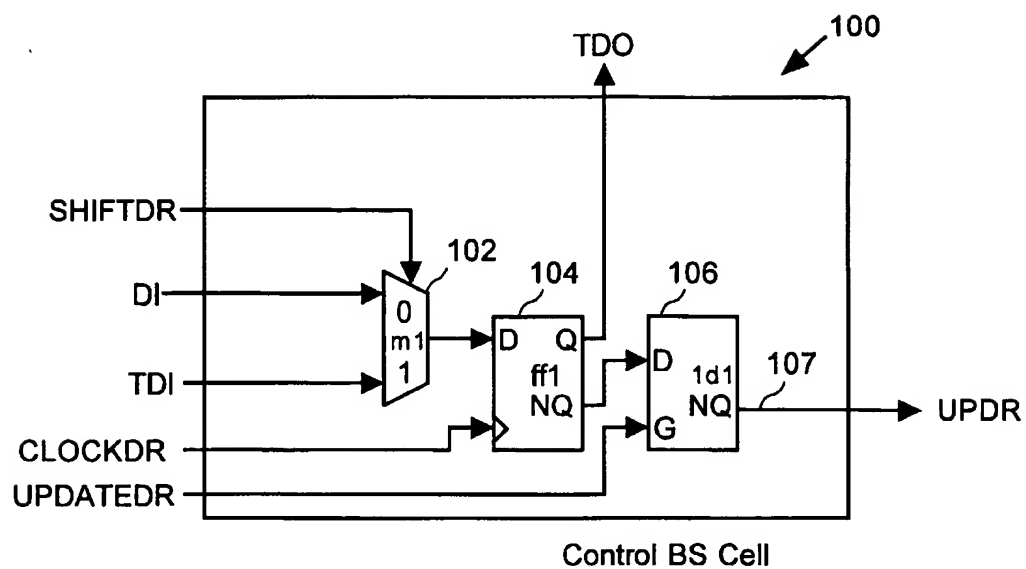 100
TDO
SHIFTDR
102
DI
0
104
106
m1
D Q
D
1d1
107
TDI
1
ff1
NQ
NQ
UPDR
G
CLOCKDR
UPDATEDR
Control BS Cell